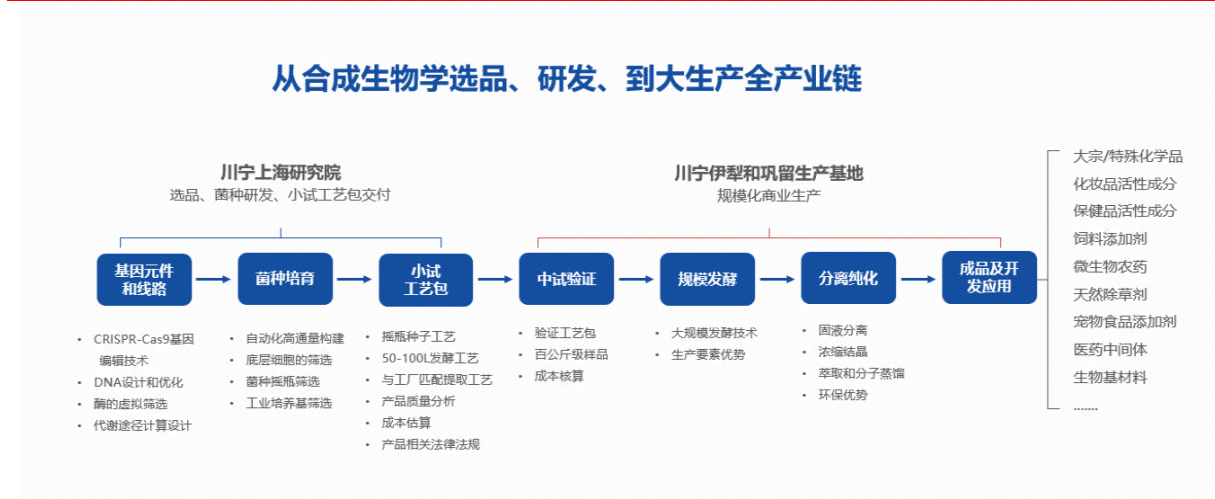 从合成生物学选品、研发、到大生产全产业链
川宁上海研究院
选品、菌种研发、小试工艺包交付
川宁伊犁和巩留生产基地
规模化商业生产
基因元件
和线路
菌种培育
小试
工艺包
中试验证
规模发酵
分离纯化
成品及开
发应用
• CRISPR-Cas9基因
编辑技术
• DNA设计和优化
• 酶的虚拟筛选
• 代谢途径计算设计
• 自动化高通量构建
• 底层细胞的筛选
• 菌种摇瓶筛选
• 工业培养基筛选
• 摇瓶种子工艺
• 50-100L发酵工艺
• 与工厂匹配提取工艺
• 产品质量分析
• 成本估算
• 产品相关法律法规
• 验证工艺包
• 百公斤级样品
• 成本核算
• 大规模发酵技术
• 生产要素优势
• 固液分离
• 浓缩结晶
• 萃取和分子蒸馏
• 环保优势
大宗/特殊化学品
化妆品活性成分
保健品活性成分
饲料添加剂
微生物农药
天然除草剂
宠物食品添加剂
医药中间体
生物基材料
.......